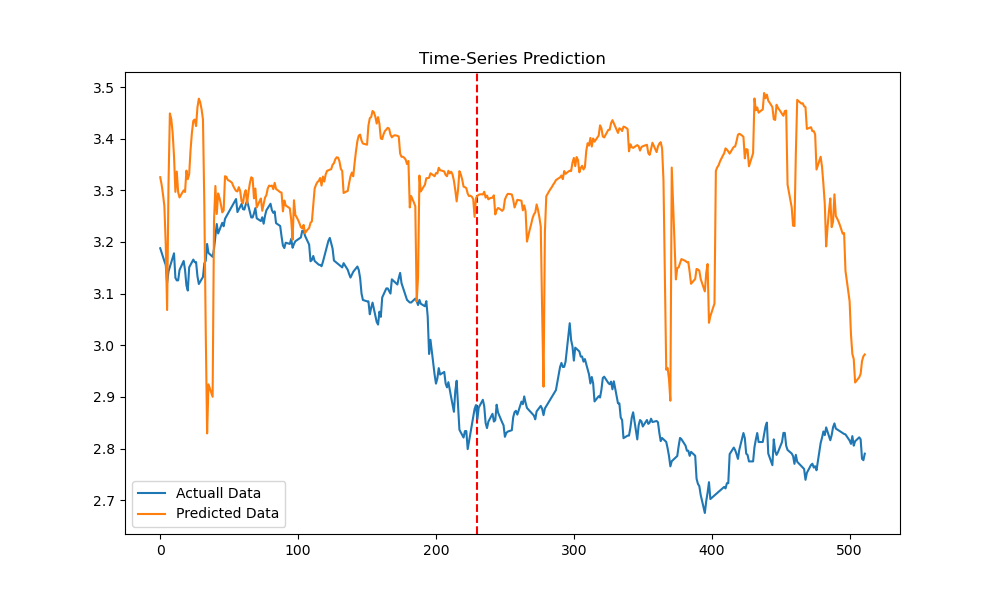 Time-Series Prediction
3.5
3.4
3.3
3.2
3.1
3.0
2.9
2.8
2.7
Actuall Data
Predicted Data
0 100 200 300 400 500